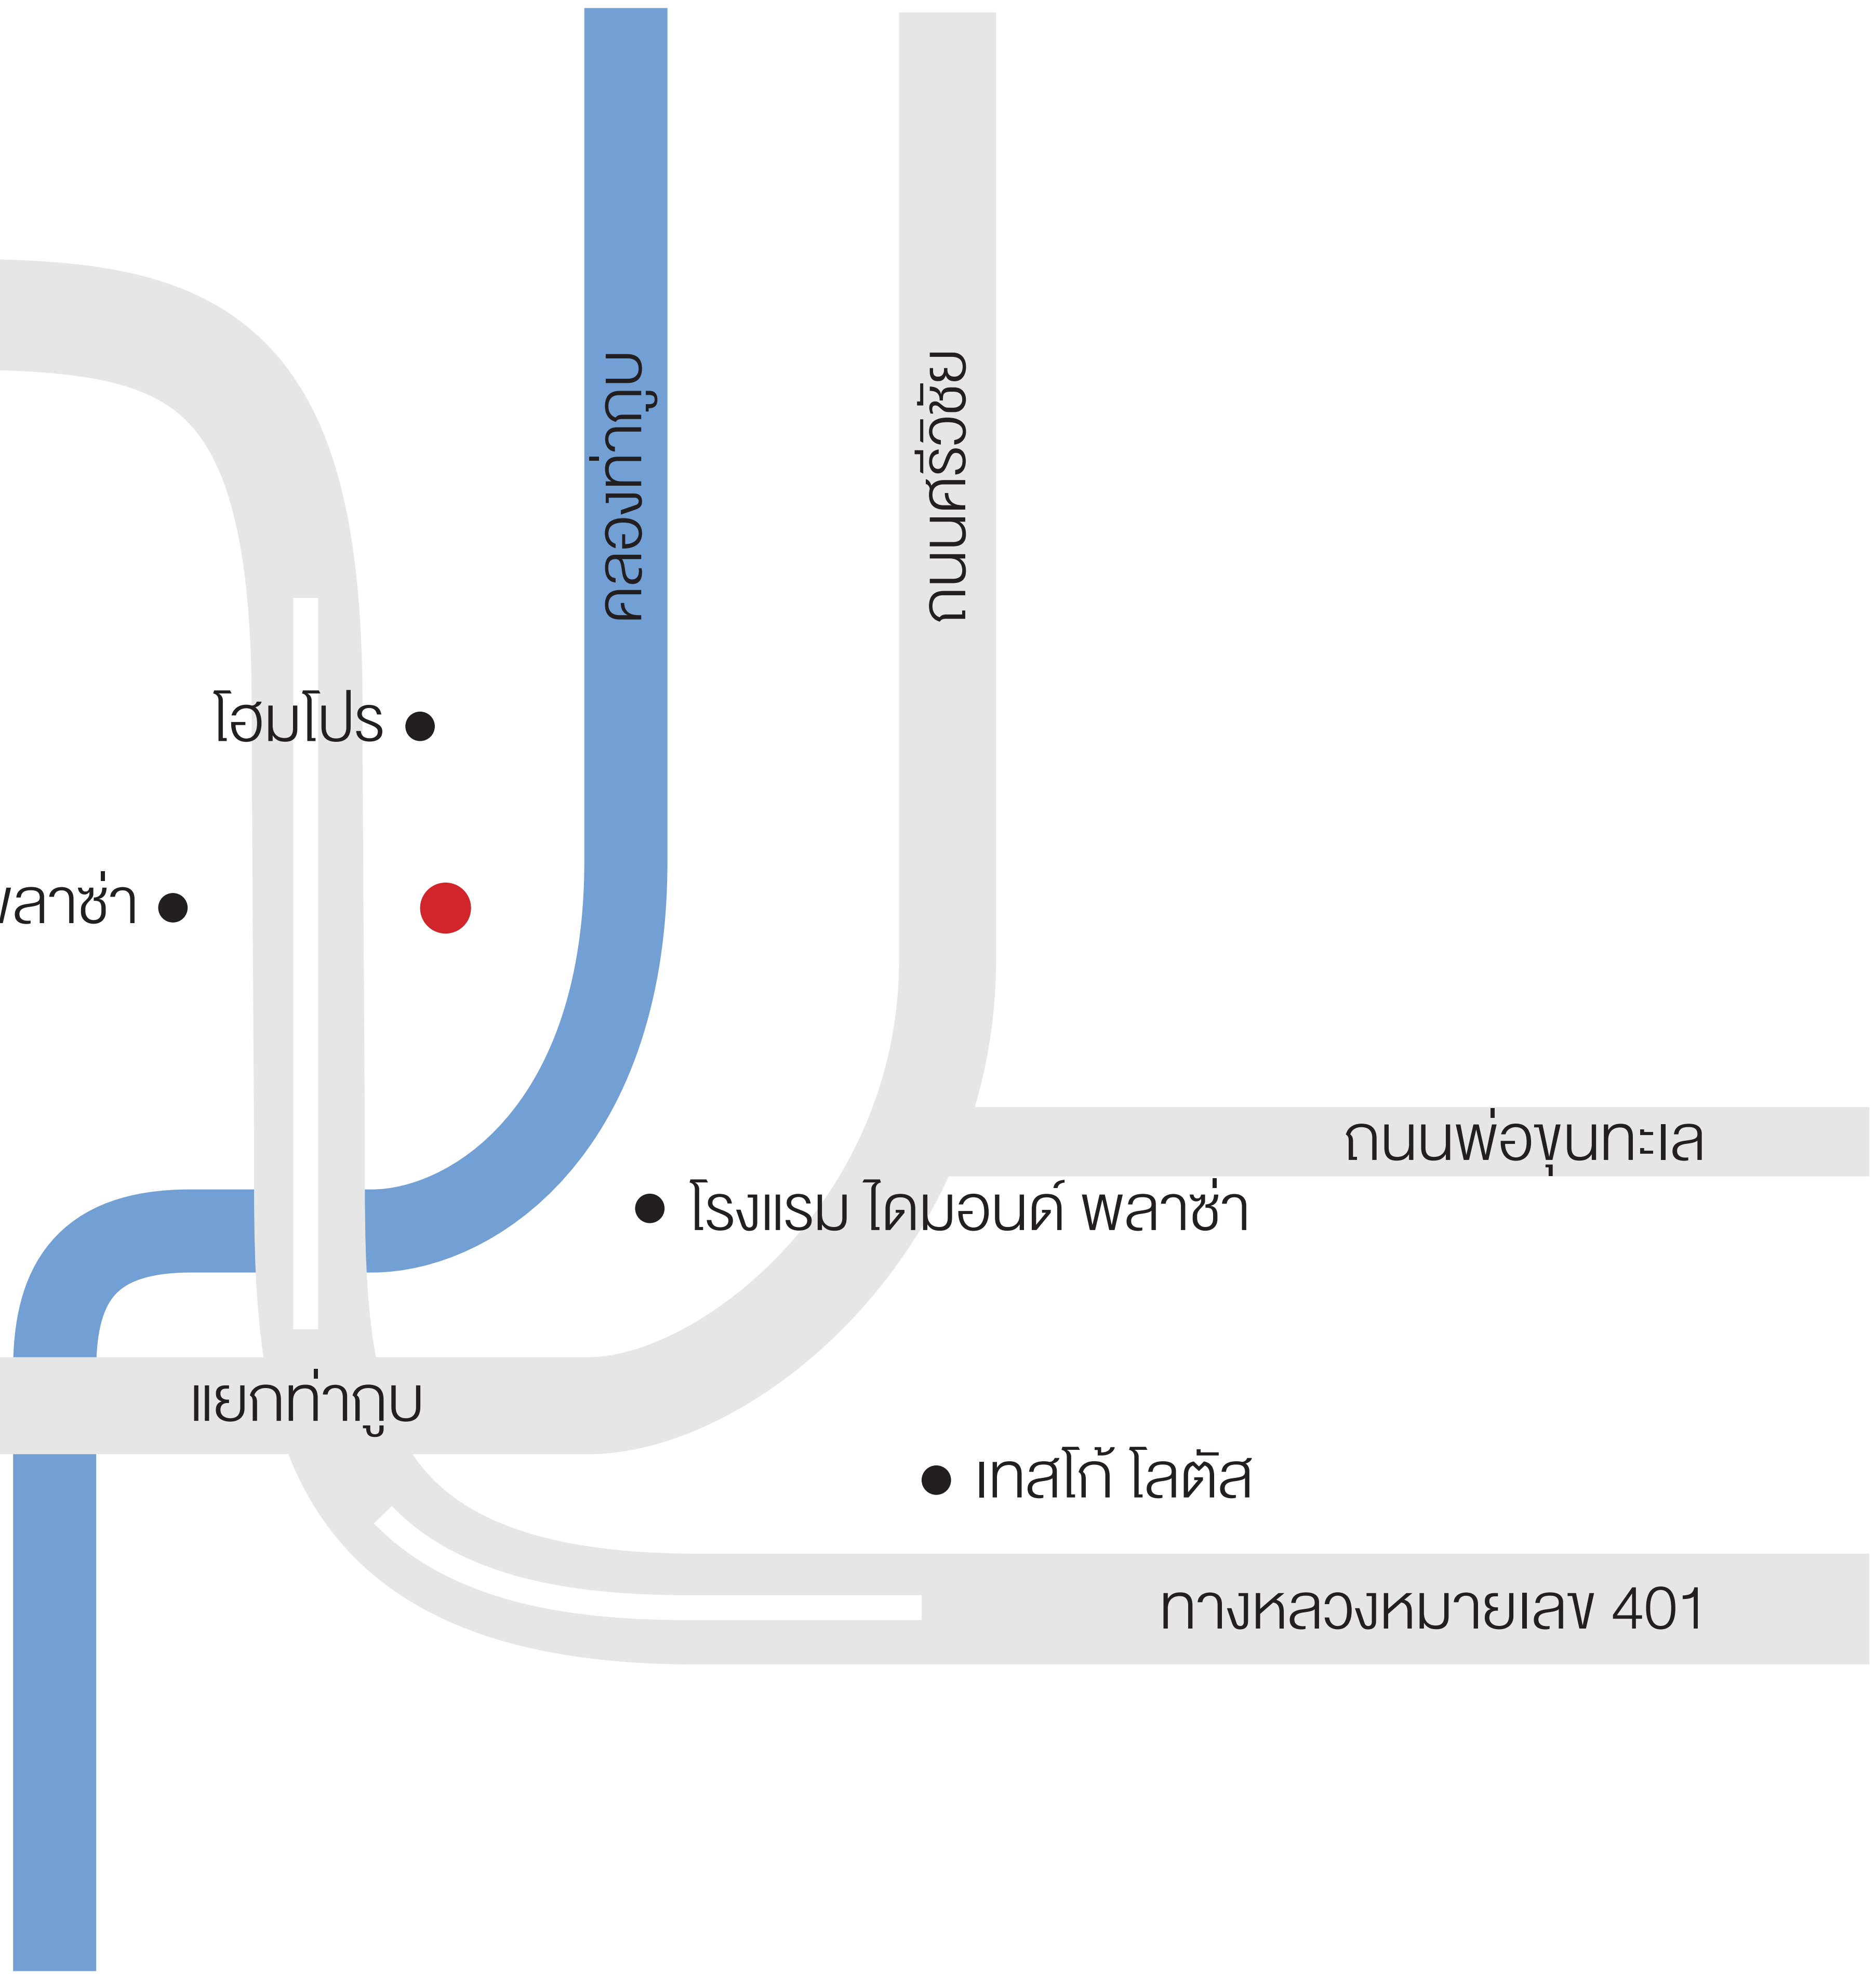 คลองท่ากูบ
ถนนศรีวิชัย
โฮมโปร
พลาซ่า
ถนนพ่อขุนทะเล
โรงแรม ไดมอนด์ พลาซ่า
แยกท่ากูบ
เทสโก้ โลตัส
ทางหลวงหมายเลข 401